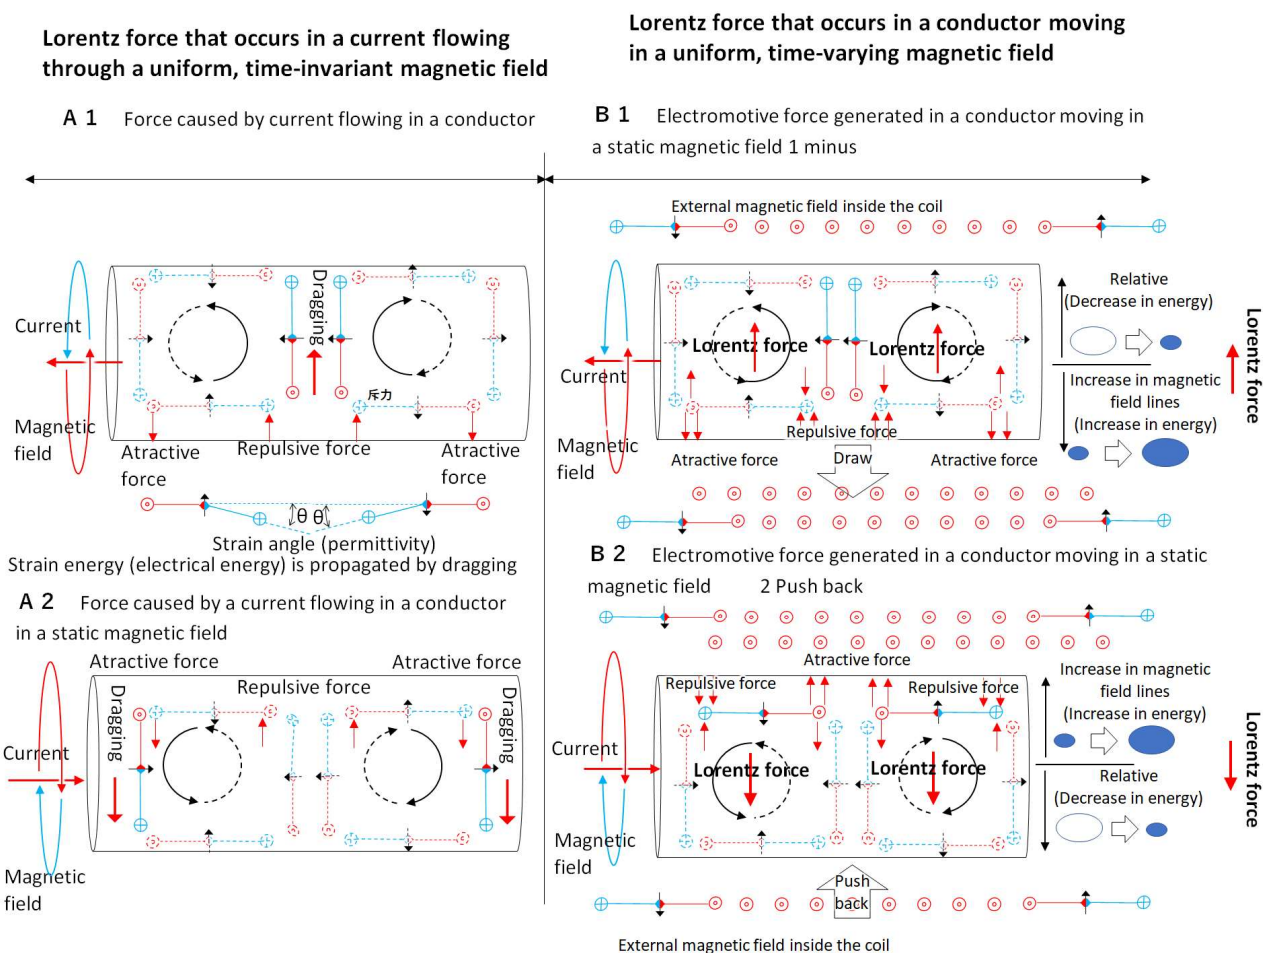 Lorentz force that occurs in a current flowing
through a uniform, time-invariant magnetic field
A 1 Force caused by current flowing in a conductor
Current
Magnetic
field
Dragging
斥力
Atractive
force
Repulsive force
Atractive
force
θ θ
Strain angle (permittivity)
Strain energy (electrical energy) is propagated by dragging
A 2 Force caused by a current flowing in a conductor
in a static magnetic field
Atractive force
Atractive force
Repulsive force
Dragging
Dragging
Current
Magnetic
field
Lorentz force that occurs in a conductor moving
in a uniform, time-varying magnetic field
B 1 Electromotive force generated in a conductor moving in
a static magnetic field 1 minus
External magnetic field inside the coil
Current
Magnetic
field
Lorentz force
Lorentz force
Repulsive force
Atractive force
Draw
Atractive force
Relative
(Decrease in energy)
Increase in magnetic
field lines
(Increase in energy)
Lorentz force
B 2 Electromotive force generated in a conductor moving in a static
magnetic field 2 Push back
Atractive force
Repulsive force
Repulsive force
Current
Magnetic
field
Lorentz force
Lorentz force
Push
back
Increase in magnetic
field lines
(Increase in energy)
Relative
(Decrease in energy)
Lorentz force
External magnetic field inside the coil